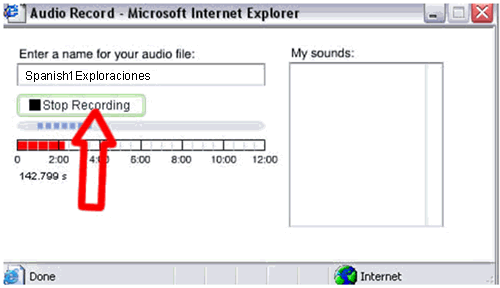 Audio Record - Microsoft Internet Explorer
Enter a name for your audio file:
My sounds:
Spanish1Exploraciones
Stop Recording
0 2:00 4:00 6:00 8:00 10:00 12:00
142.799 s
Done
Internet